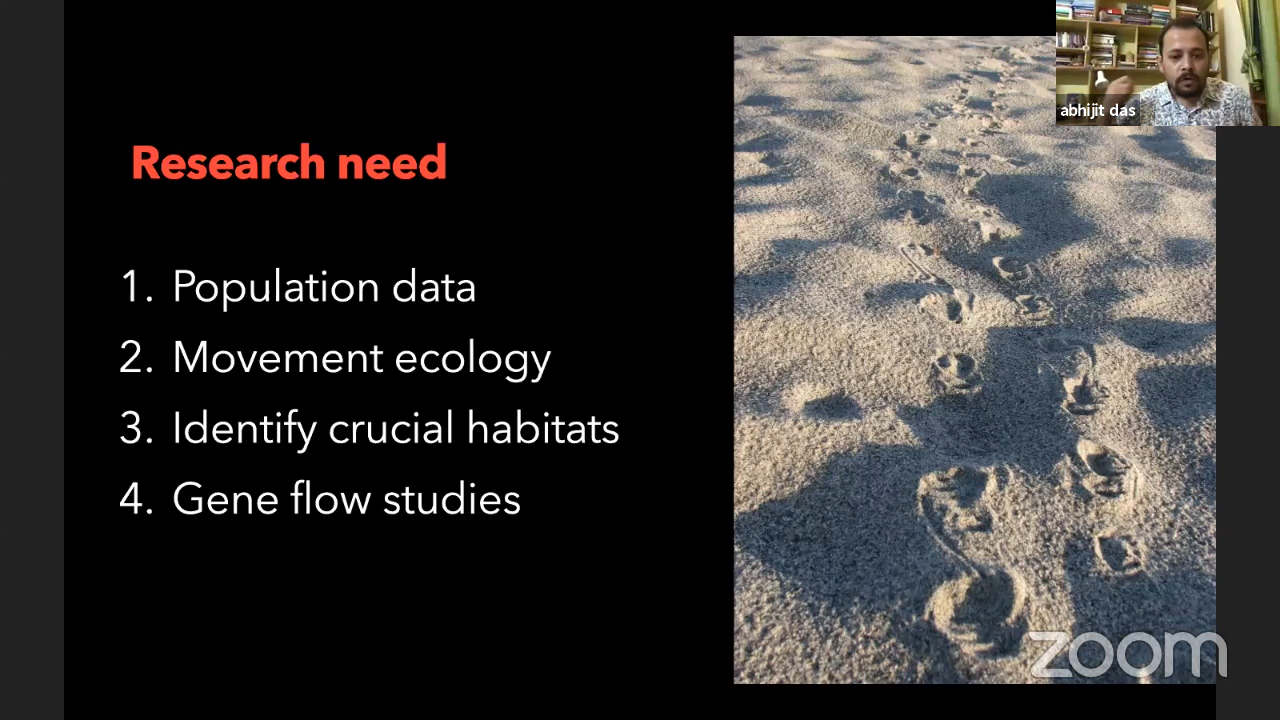 abhijit das
Research need
1. Population data
2. Movement ecology
3. Identify crucial habitats
4. Gene flow studies
zoom